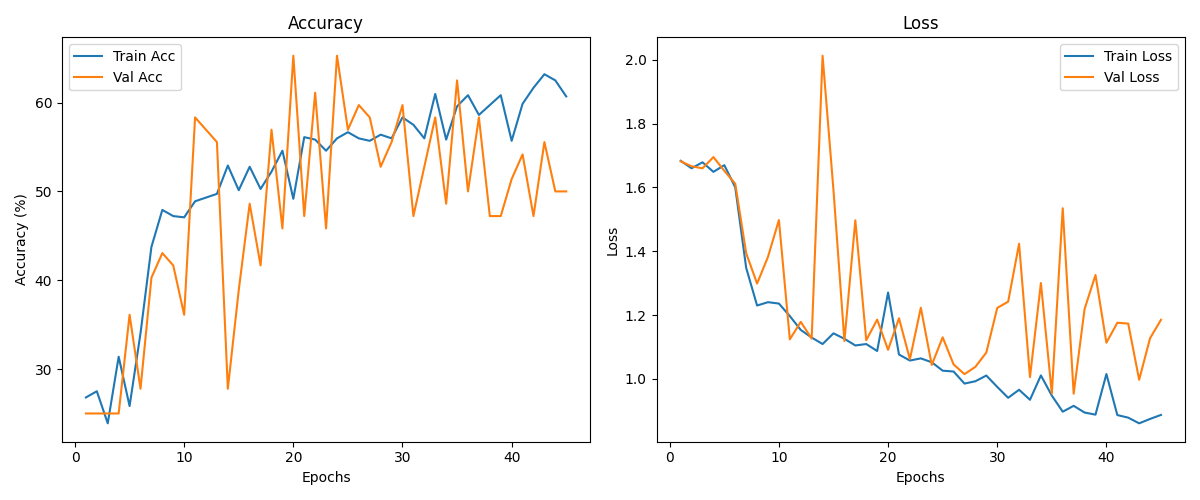 Accuracy
Train Acc
Val Acc
60
50
40
30
Accuracy (%)
0
10
20
30
40
Epochs
Loss
Train Loss
Val Loss
2.0
1.8
1.6
1.4
1.2
1.0
Loss
0
10
20
30
40
Epochs